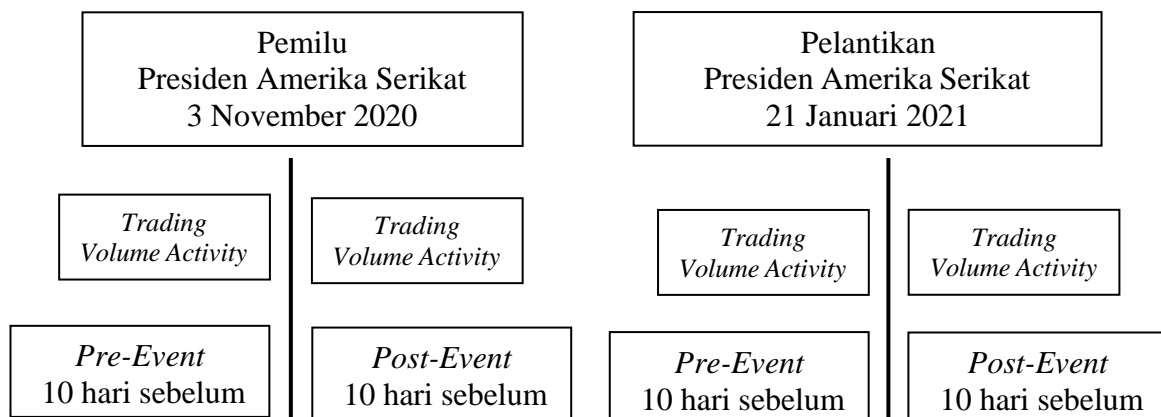 Pemilu
Presiden Amerika Serikat
3 November 2020
Trading
Volume Activity
Trading
Volume Activity
Pre-Event
10 hari sebelum
Post-Event
10 hari sebelum
Pelantikan
Presiden Amerika Serikat
21 Januari 2021
Trading
Volume Activity
Trading
Volume Activity
Pre-Event
10 hari sebelum
Post-Event
10 hari sebelum